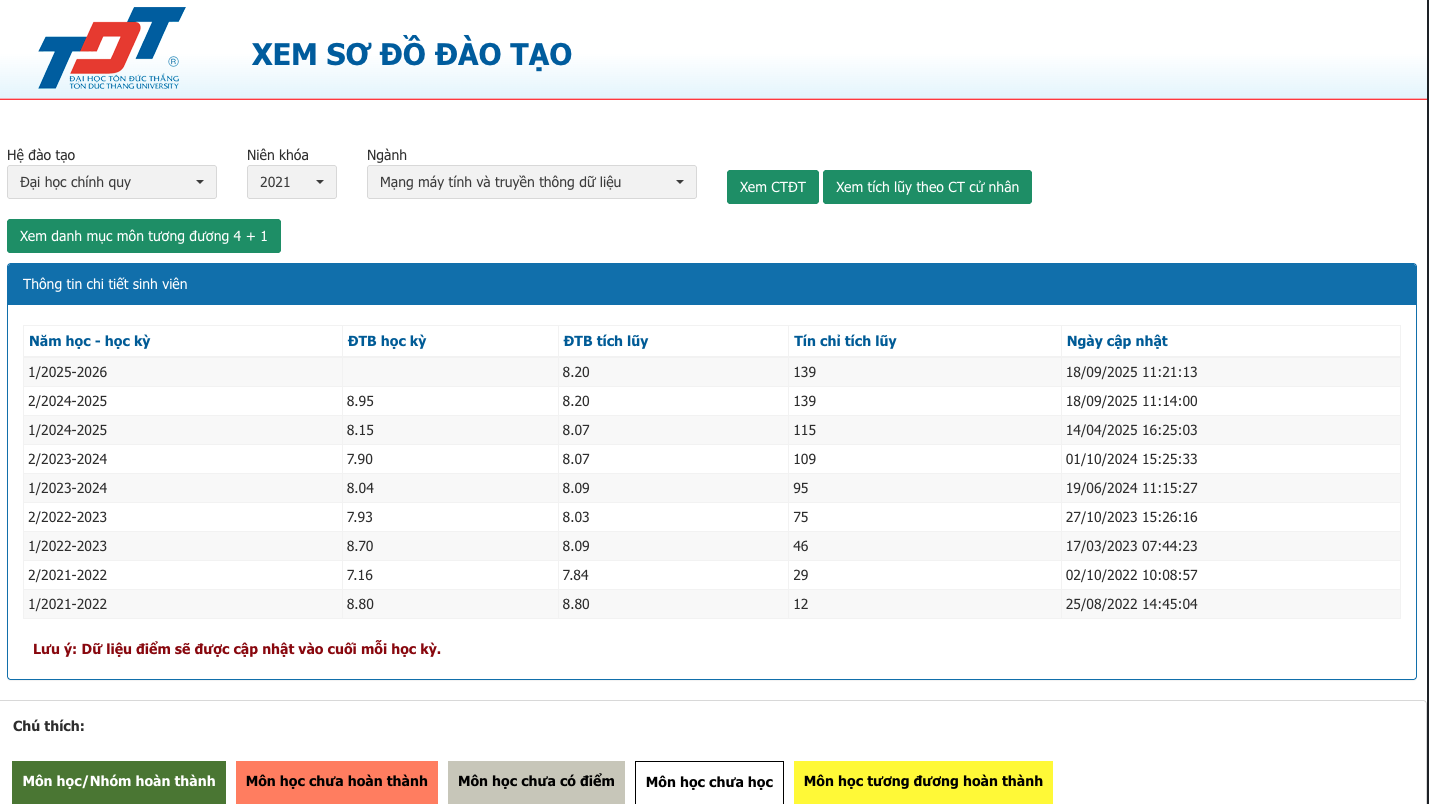 TDT ®
ĐẠI HỌC TÔN ĐỨC THẮNG
TON DUC THANG UNIVERSITY
XEM SƠ ĐỒ ĐÀO TẠO
Hệ đào tạo Niên khóa Ngành
Đại học chính quy 2021 Mạng máy tính và truyền thông dữ liệu Xem CTĐT Xem tích lũy theo CT cử nhân
Xem danh mục môn tương đương 4 + 1
Thông tin chi tiết sinh viên
Năm học - học kỳ ĐTB học kỳ ĐTB tích lũy Tín chỉ tích lũy Ngày cập nhật
1/2025-2026 8.20 139 18/09/2025 11:21:13
2/2024-2025 8.95 8.20 139 18/09/2025 11:14:00
1/2024-2025 8.15 8.07 115 14/04/2025 16:25:03
2/2023-2024 7.90 8.07 109 01/10/2024 15:25:33
1/2023-2024 8.04 8.09 95 19/06/2024 11:15:27
2/2022-2023 7.93 8.03 75 27/10/2023 15:26:16
1/2022-2023 8.70 8.09 46 17/03/2023 07:44:23
2/2021-2022 7.16 7.84 29 02/10/2022 10:08:57
1/2021-2022 8.80 8.80 12 25/08/2022 14:45:04
Lưu ý: Dữ liệu điểm sẽ được cập nhật vào cuối mỗi học kỳ.
Chú thích:
Môn học/Nhóm hoàn thành Môn học chưa hoàn thành Môn học chưa có điểm Môn học chưa học Môn học tương đương hoàn thành